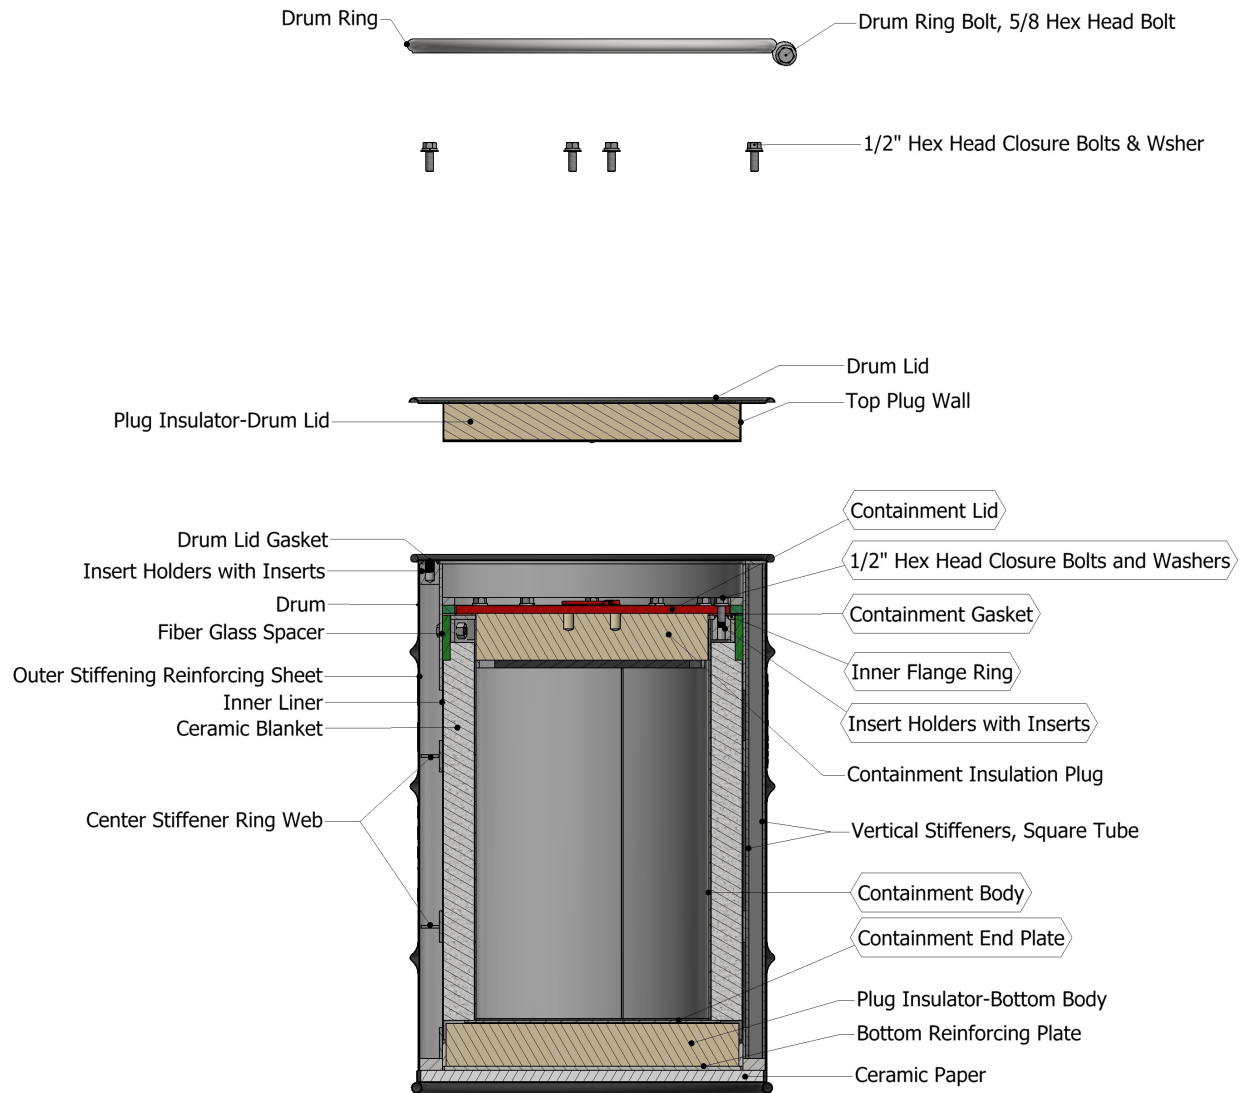 Drum Ring
Drum Ring Bolt, 5/8 Hex Head Bolt
1/2" Hex Head Closure Bolts & Wsher
Drum Lid
Top Plug Wall
Plug Insulator-Drum Lid
Containment Lid
Drum Lid Gasket
1/2" Hex Head Closure Bolts and Washers
Insert Holders with Inserts
Drum
Containment Gasket
Fiber Glass Spacer
Inner Flange Ring
Outer Stiffening Reinforcing Sheet
Inner Liner
Insert Holders with Inserts
Ceramic Blanket
Containment Insulation Plug
Center Stiffener Ring Web
Vertical Stiffeners, Square Tube
Containment Body
Containment End Plate
Plug Insulator-Bottom Body
Bottom Reinforcing Plate
Ceramic Paper